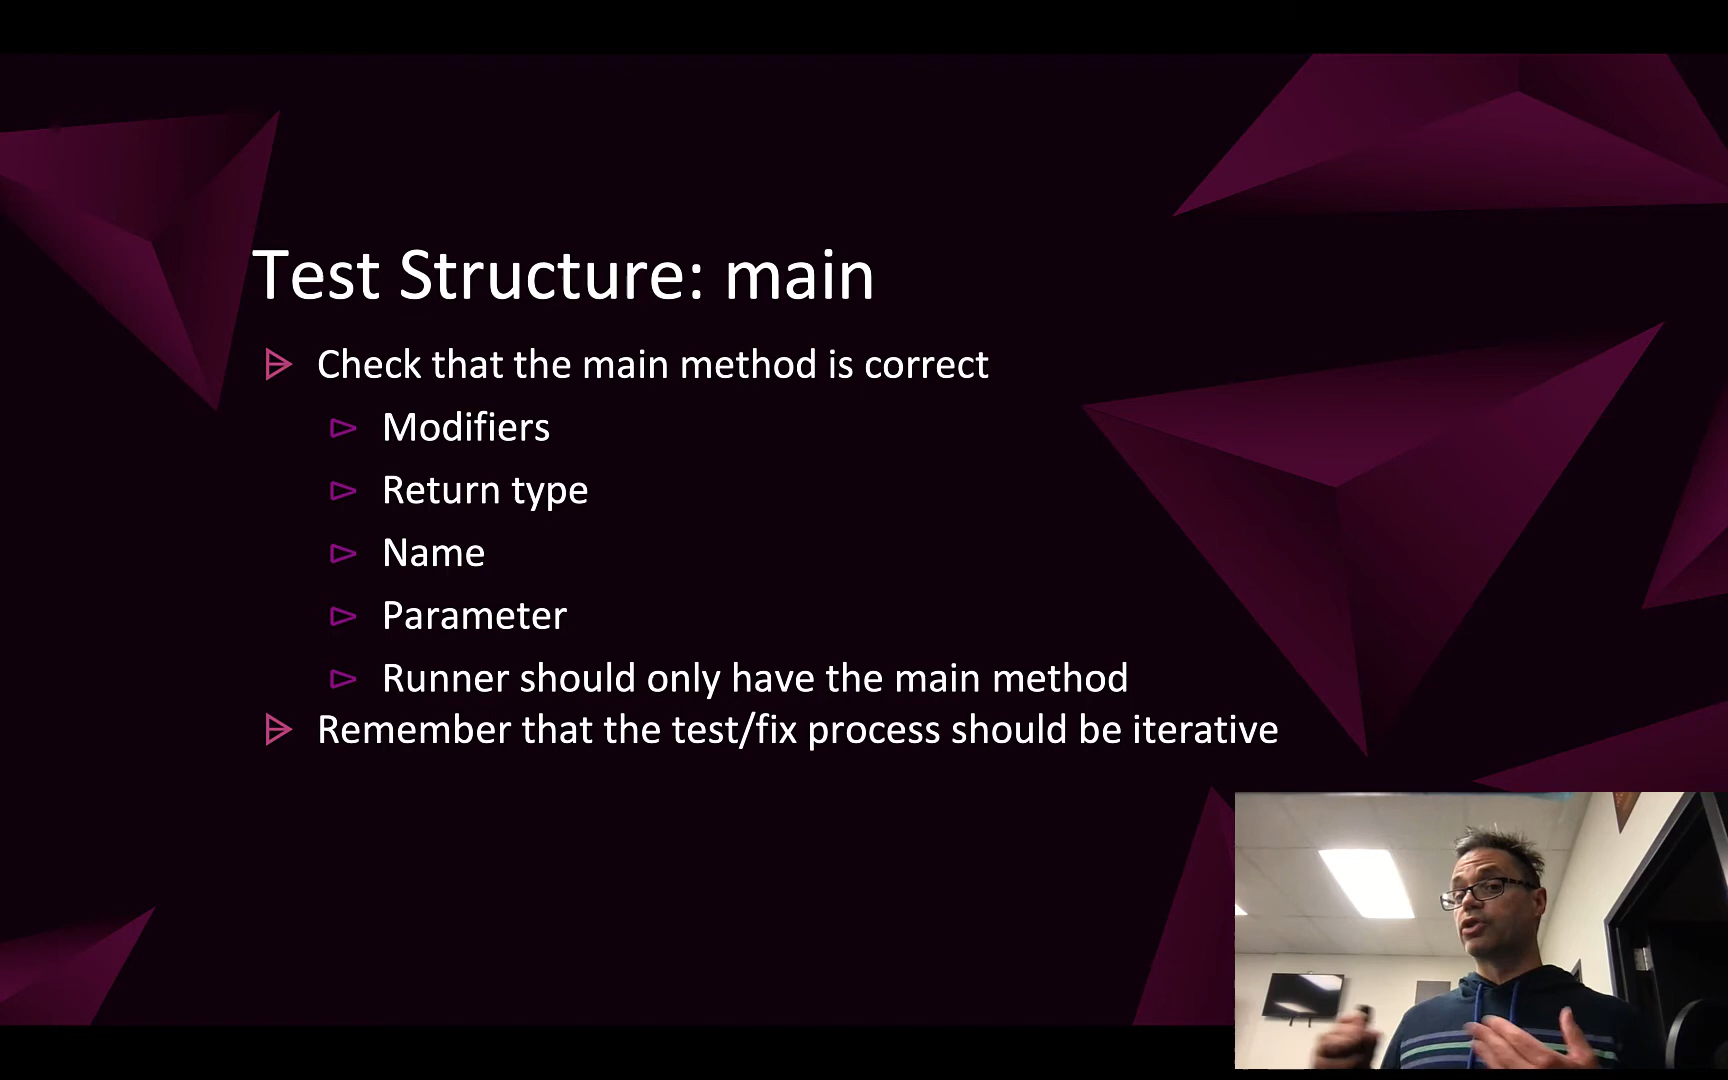 Test Structure: main
Check that the main method is correct
Modifiers
Return type
Name
Parameter
Runner should only have the main method
Remember that the test/fix process should be iterative